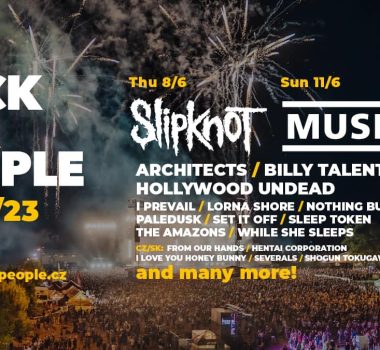 CK
PLE
/23
people.cz
Thu 8/6
Sun 11/6
Slipknot
MUSE
ARCHITECTS / BILLY TALENT
HOLLYWOOD UNDEAD
I PREVAIL / LORNA SHORE / NOTHING BU
PALEDUSK / SET IT OFF / SLEEP TOKEN
THE AMAZONS / WHILE SHE SLEEPS
CZ/SK: FROM OUR HANDS / HENTAI CORPORATION
I LOVE YOU HONEY BUNNY / SEVERALS / SHOGUN TOKUGAW
and many more!